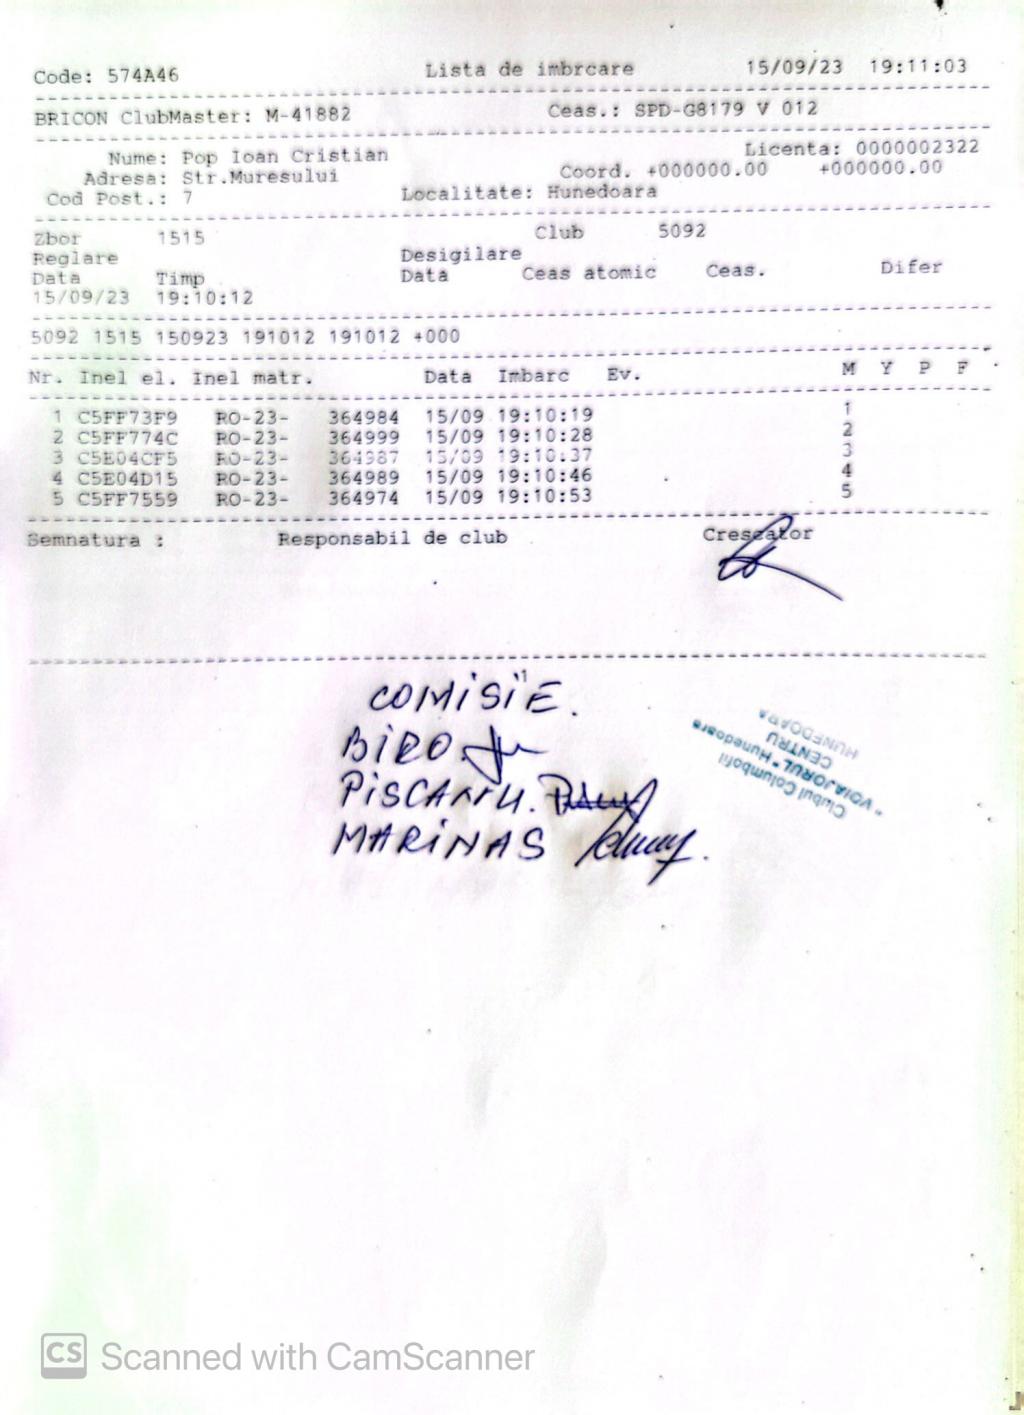 Code: 574A46 Lista de imbrcare 15/09/23 19:11:03
BRICON ClubMaster: M-41882 Ceas.: SPD-G8179 V 012
Nume: Pop Ioan Cristian Licenta: 0000002322
Adresa: Str.Muresului Coord. +000000.00 +000000.00
Cod Post.: 7 Localitate: Hunedoara
Zbor 1515 Club 5092
Reglare Desigilare
Data Timp Data Ceas atomic Ceas. Difer
15/09/23 19:10:12
5092 1515 150923 191012 191012 +000
Nr. Inel el. Inel matr. Data Imbarc Ev. M Y P F
1 C5FF73F9 RO-23- 364984 15/09 19:10:19 1
2 C5FF774C RO-23- 364999 15/09 19:10:28 2
3 C5E04CF5 RO-23- 364987 15/09 19:10:37 3
4 C5E04D15 RO-23- 364989 15/09 19:10:46 4
5 C5FF7559 RO-23- 364974 15/09 19:10:53 5
Semnatura : Responsabil de club Crescator
COMISIE.
BIRO
PISCANU.
MARINAS
Clubul Columbofil
"VOIAJORUL" Hunedoara
CENTRU
HUNEDOARA
CS Scanned with CamScanner